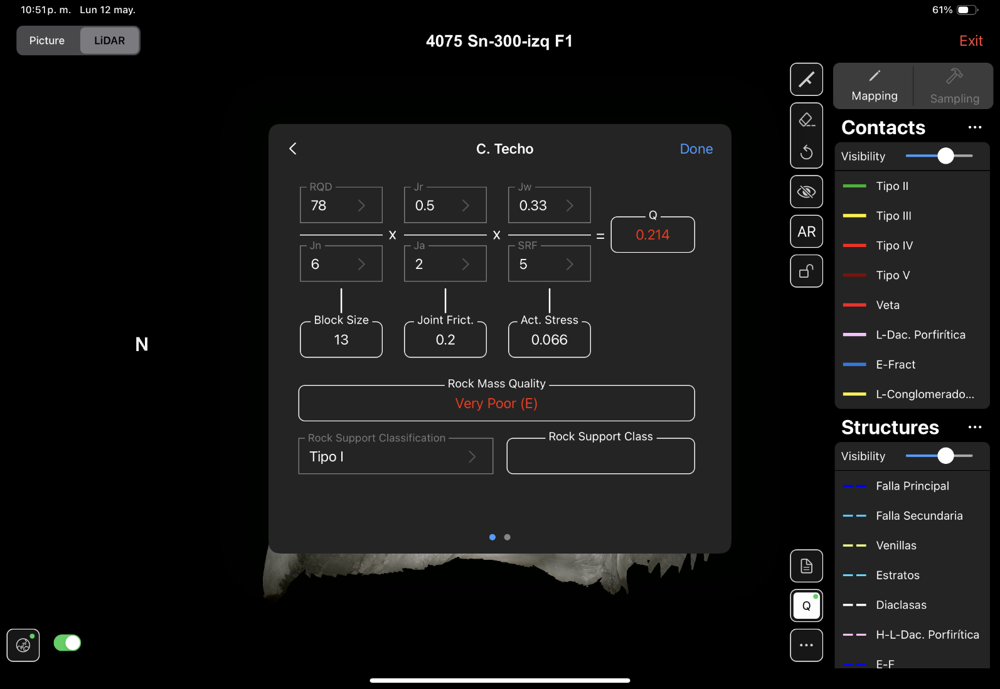 10:51 p. m. Lun 12 may.
61%
Picture
LiDAR
4075 Sn-300-izq F1
Exit
Mapping
Sampling
C. Techo
Done
RQD
78
Jr
0.5
Jw
0.33
x
x
=
Q
0.214
Jn
6
Ja
2
SRF
5
Block Size
13
Joint Frict.
0.2
Act. Stress
0.066
Rock Mass Quality
Very Poor (E)
Rock Support Classification
Tipo I
Rock Support Class
N
AR
Q
Contacts
Visibility
Tipo II
Tipo III
Tipo IV
Tipo V
Veta
L-Dac. Porfirítica
E-Fract
L-Conglomerado...
Structures
Visibility
Falla Principal
Falla Secundaria
Venillas
Estratos
Diaclasas
H-L-Dac. Porfirítica
E-F